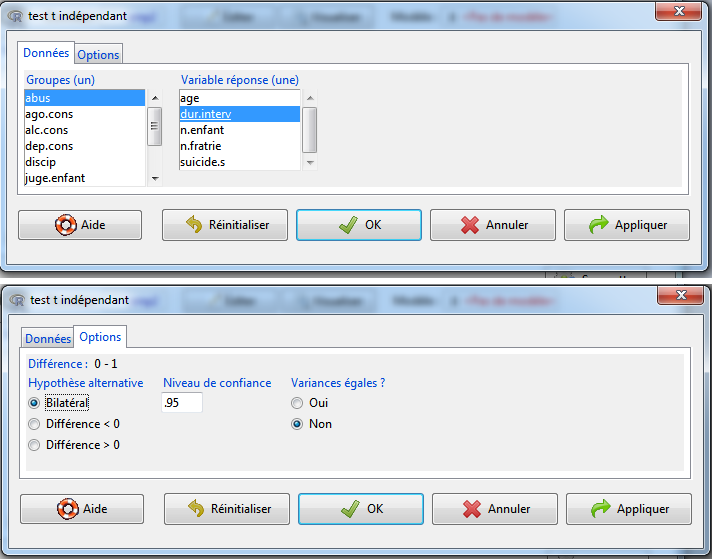 test t indépendant
Données
Options
Groupes (un)
Variable réponse (une)
abus
ago.cons
alc.cons
dep.cons
discip
juge.enfant
age
dur.interv
n.enfant
n.fratrie
suicide.s
Aide
Réinitialiser
OK
Annuler
Appliquer
test t indépendant
Données
Options
Différence : 0 - 1
Hypothèse alternative
Niveau de confiance
Variances égales ?
Bilatéral
.95
Oui
Différence < 0
Non
Différence > 0
Aide
Réinitialiser
OK
Annuler
Appliquer